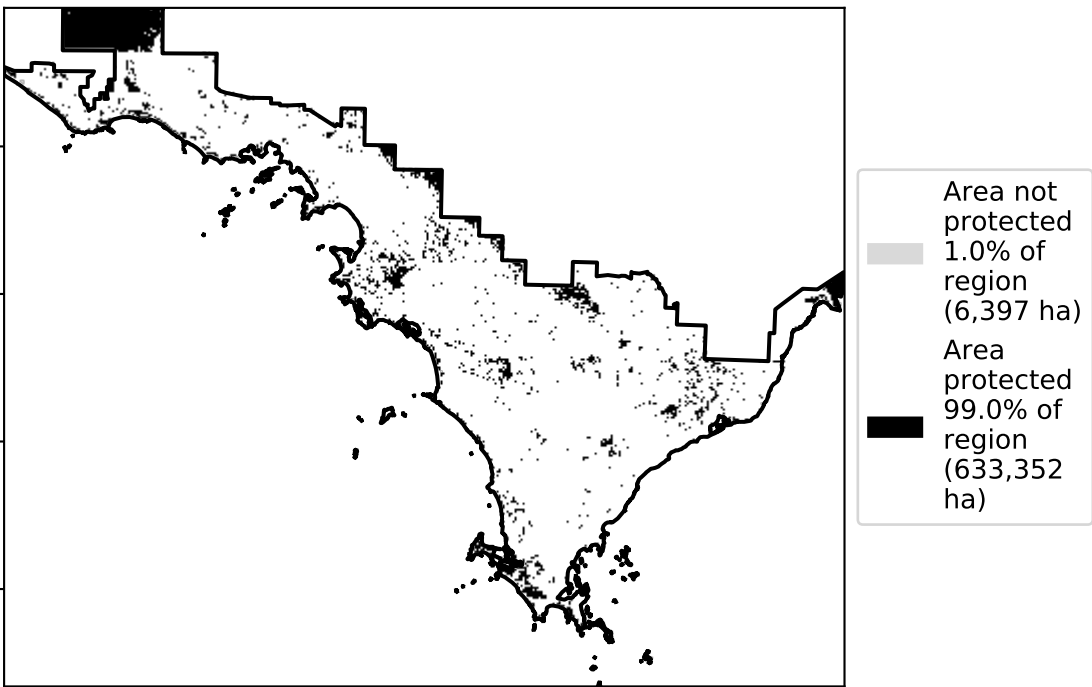 Area not
protected
1.0% of
region
(6,397 ha)
Area
protected
99.0% of
region
(633,352
ha)